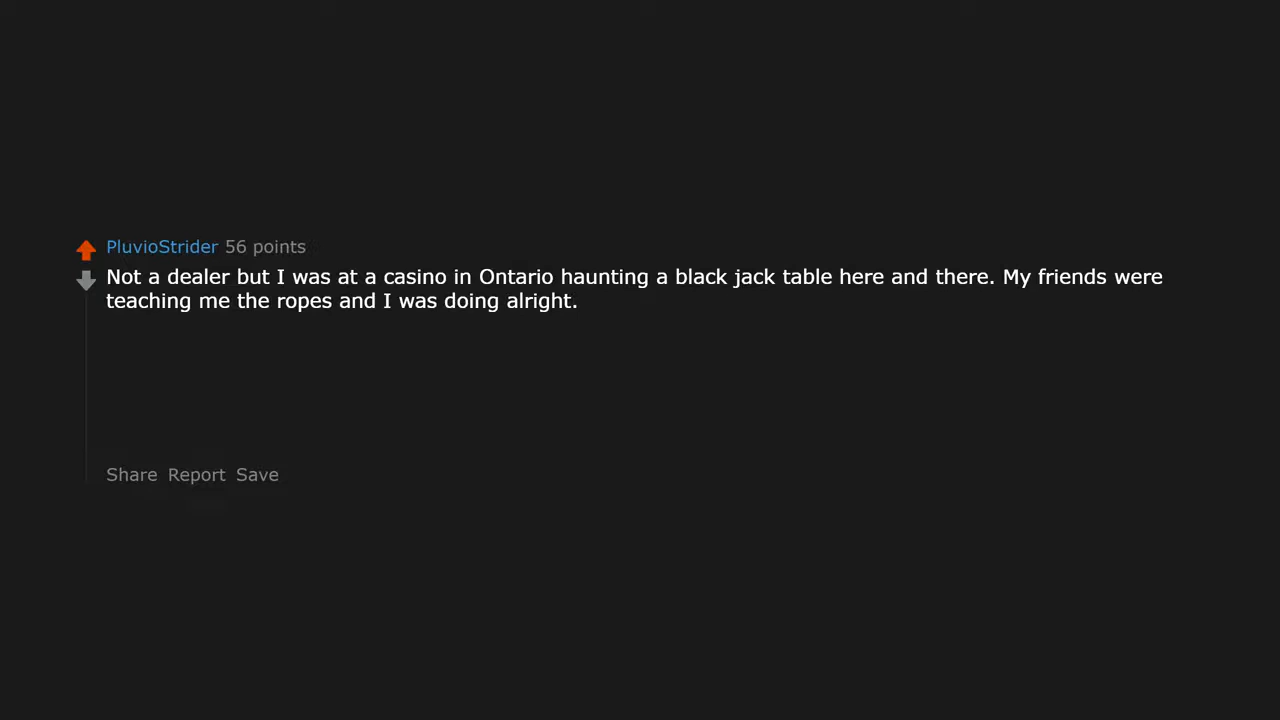 PluvioStrider 56 points
Not a dealer but I was at a casino in Ontario haunting a black jack table here and there. My friends were
teaching me the ropes and I was doing alright.
Share Report Save